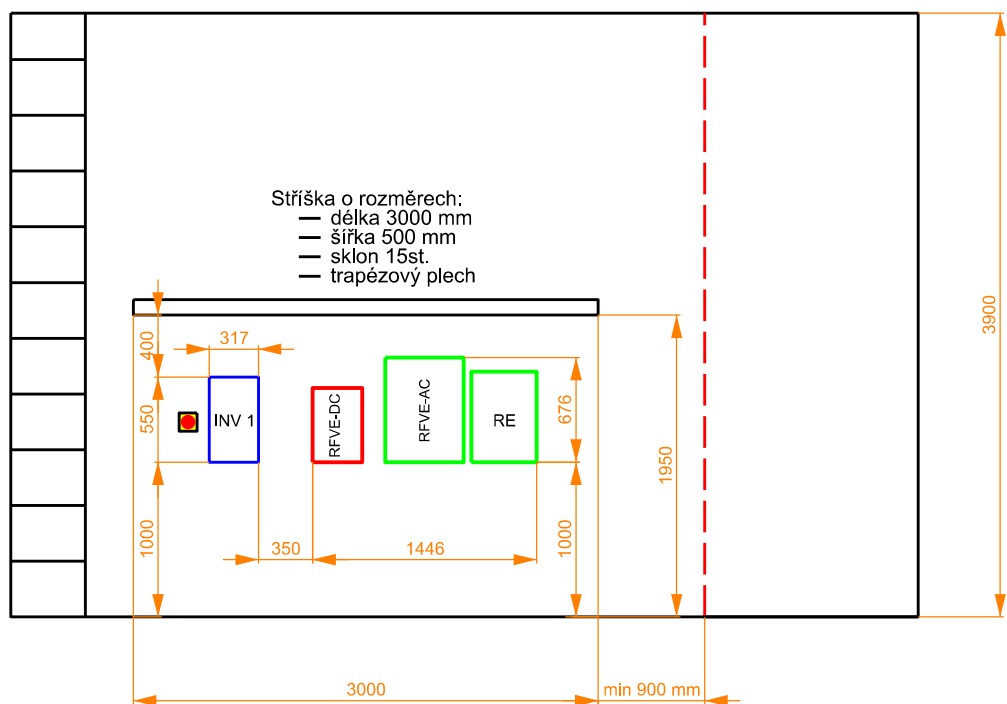 Stříška o rozměrech:
— délka 3000 mm
— šířka 500 mm
— sklon 15st.
— trapézový plech
3900
400
317
550
INV 1
RFVE-DC
RFVE-AC
RE
676
1950
1000
350
1446
1000
3000
min 900 mm